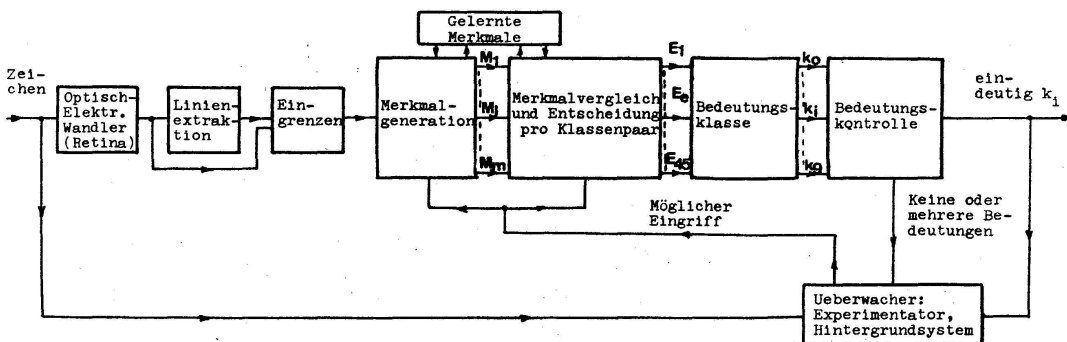 Gelernte
Merkmale
Zei-
chen
Optisch-
Elektr.
Wandler
(Retina)
Linien-
extrak-
tion
Ein-
grenzen
Merkmal-
generation
M1
Mi
Mm
Merkmalvergleich
und Entscheidung
pro Klassenpaar
E1
Ee
E45
Bedeutungs-
klasse
k0
ki
k9
Bedeutungs-
kontrolle
ein-
deutig ki
Möglicher
Eingriff
Keine oder
mehrere Be-
deutungen
Ueberwacher:
Experimentator,
Hintergrundsystem